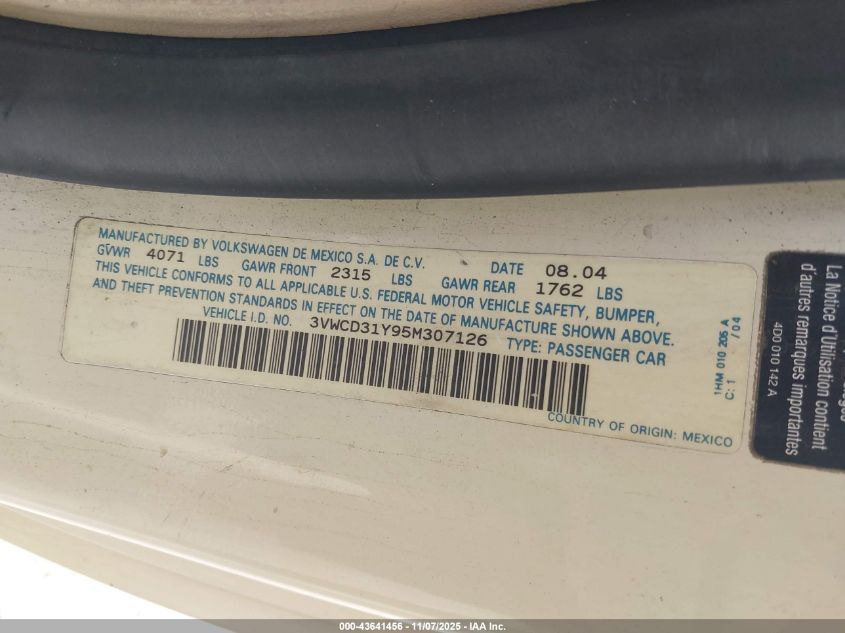 MANUFACTURED BY VOLKSWAGEN DE MEXICO S.A. DE C.V. DATE 08.04
GVWR 4071 LBS GAWR FRONT 2315 LBS GAWR REAR 1762 LBS
THIS VEHICLE CONFORMS TO ALL APPLICABLE U.S. FEDERAL MOTOR VEHICLE SAFETY, BUMPER,
AND THEFT PREVENTION STANDARDS IN EFFECT ON THE DATE OF MANUFACTURE SHOWN ABOVE.
VEHICLE I.D. NO. 3VWCD31Y95M307126 TYPE: PASSENGER CAR
COUNTRY OF ORIGIN: MEXICO
1HM 010 205 A
C: 1 /04
La Notice d'Utilisation contient
d'autres remarques importantes
4D0 010 142 A
000-43641456 - 11/07/2025 - IAA Inc.